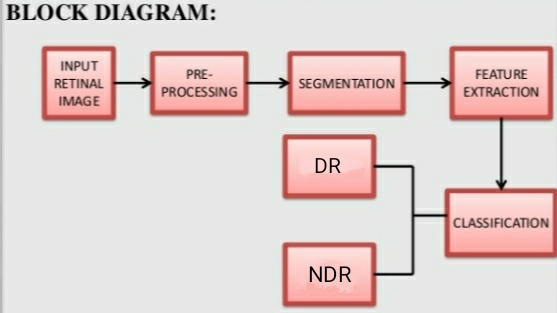 BLOCK DIAGRAM:
INPUT
RETINAL
IMAGE
PRE-
PROCESSING
SEGMENTATION
FEATURE
EXTRACTION
DR
CLASSIFICATION
NDR